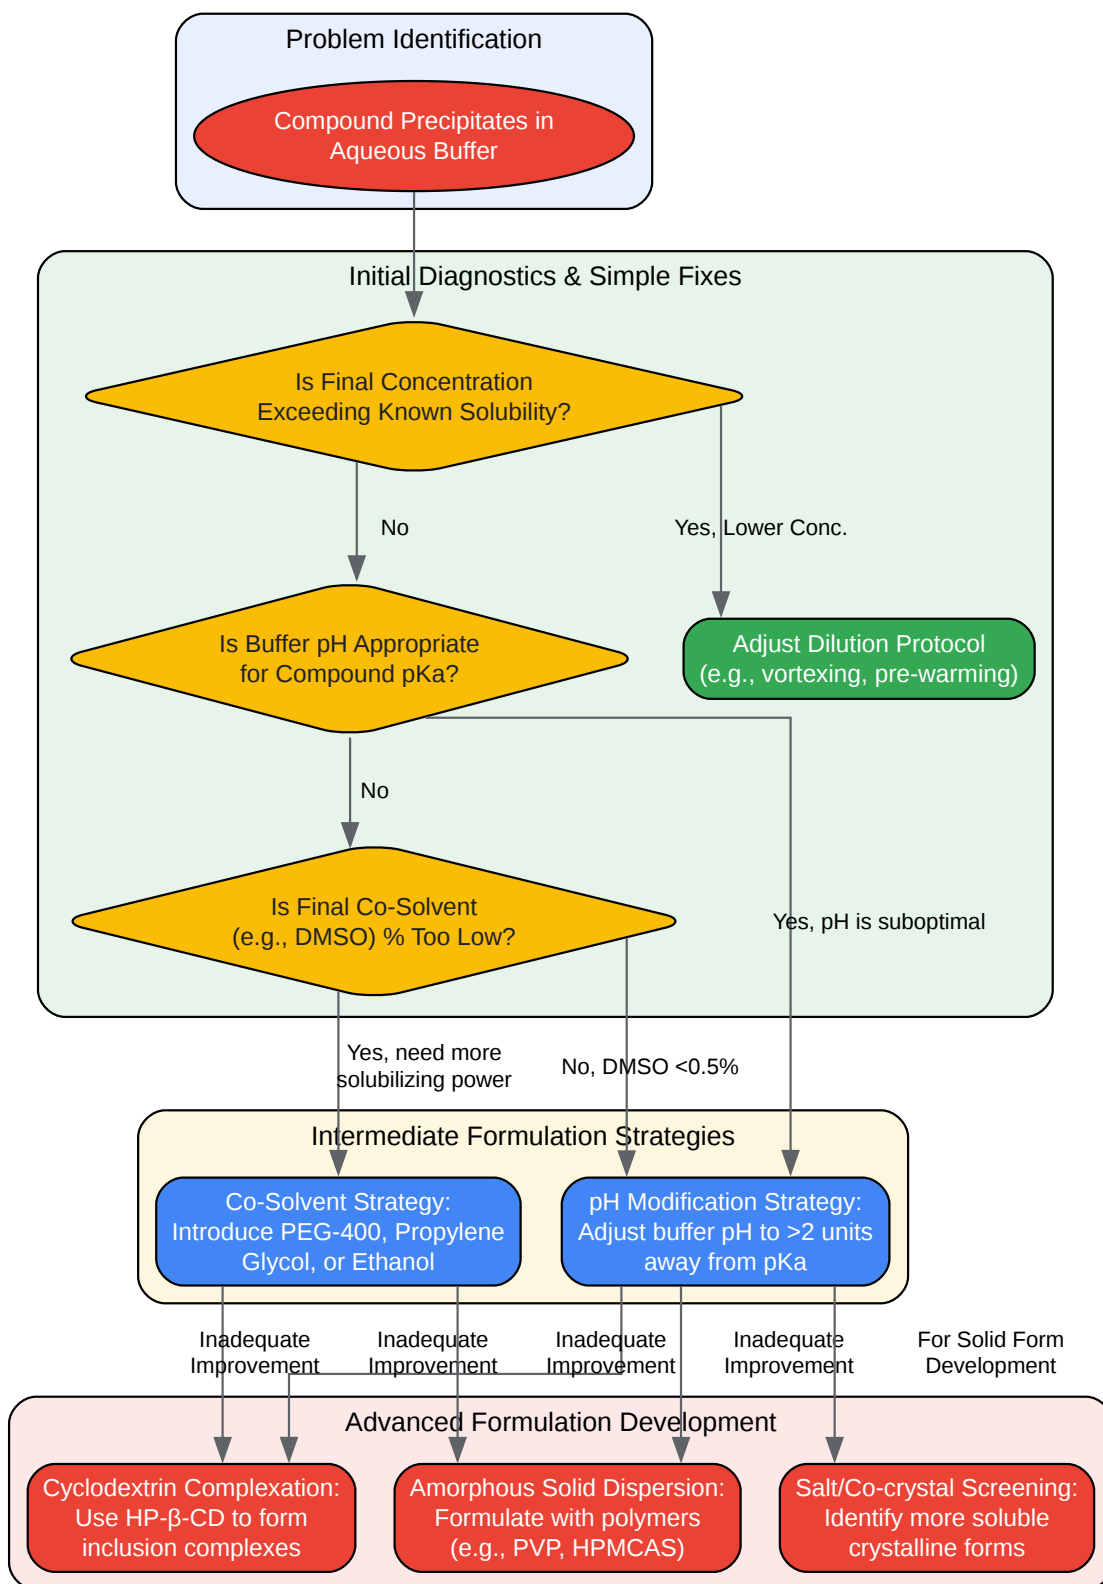 Problem Identification
Compound Precipitates in
Aqueous Buffer
Initial Diagnostics & Simple Fixes
Is Final Concentration
Exceeding Known Solubility?
No
Yes, Lower Conc.
Is Buffer pH Appropriate
for Compound pKa?
Adjust Dilution Protocol
(e.g., vortexing, pre-warming)
No
Is Final Co-Solvent
(e.g., DMSO) % Too Low?
Yes, pH is suboptimal
Yes, need more
solubilizing power
No, DMSO <0.5%
Intermediate Formulation Strategies
Co-Solvent Strategy:
Introduce PEG-400, Propylene
Glycol, or Ethanol
pH Modification Strategy:
Adjust buffer pH to >2 units
away from pKa
Inadequate
Improvement
Inadequate
Improvement
Inadequate
Improvement
Inadequate
Improvement
For Solid Form
Development
Advanced Formulation Development
Cyclodextrin Complexation:
Use HP-β-CD to form
inclusion complexes
Amorphous Solid Dispersion:
Formulate with polymers
(e.g., PVP, HPMCAS)
Salt/Co-crystal Screening:
Identify more soluble
crystalline forms